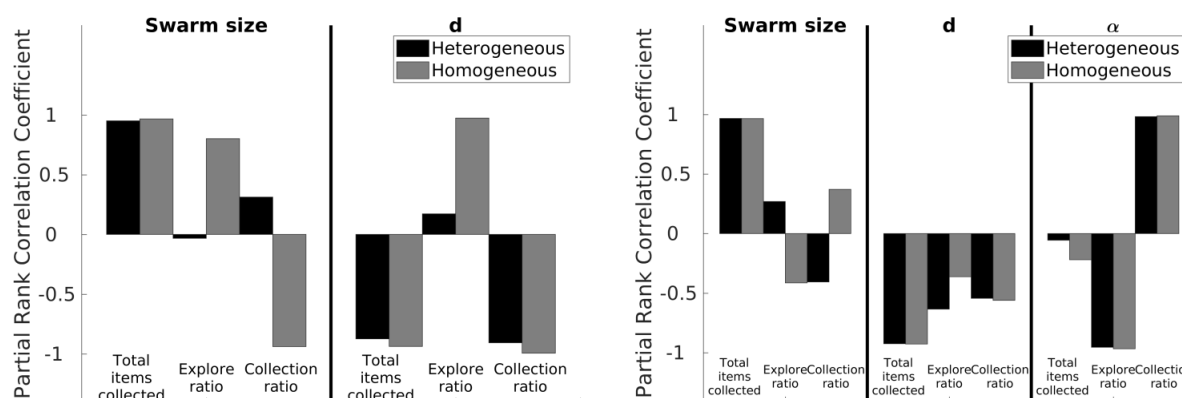 Swarm size
d
Heterogeneous
Homogeneous
Partial Rank Correlation Coefficient
1
0.5
0
-0.5
-1
Total
items
collected
Explore
ratio
Collection
ratio
Total
items
collected
Explore
ratio
Collection
ratio
Swarm size
d
α
Heterogeneous
Homogeneous
Partial Rank Correlation Coefficient
1
0.5
0
-0.5
-1
Total
items
collected
Explore
ratio
Collection
ratio
Total
items
collected
Explore
ratio
Collection
ratio
Total
items
collected
Explore
ratio
Collecti
ratio